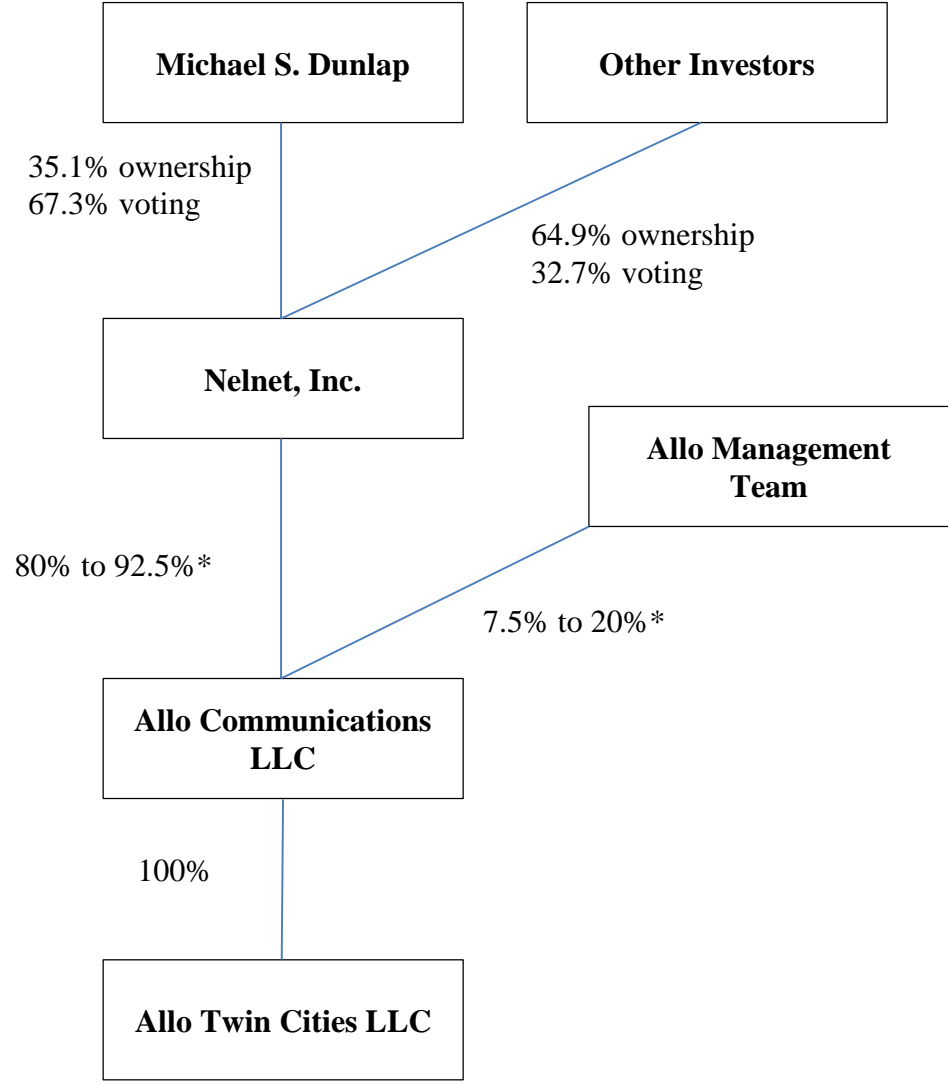 Michael S. Dunlap
Other Investors
35.1% ownership
67.3% voting
64.9% ownership
32.7% voting
Nelnet, Inc.
Allo Management
Team
80% to 92.5%*
7.5% to 20%*
Allo Communications
LLC
100%
Allo Twin Cities LLC